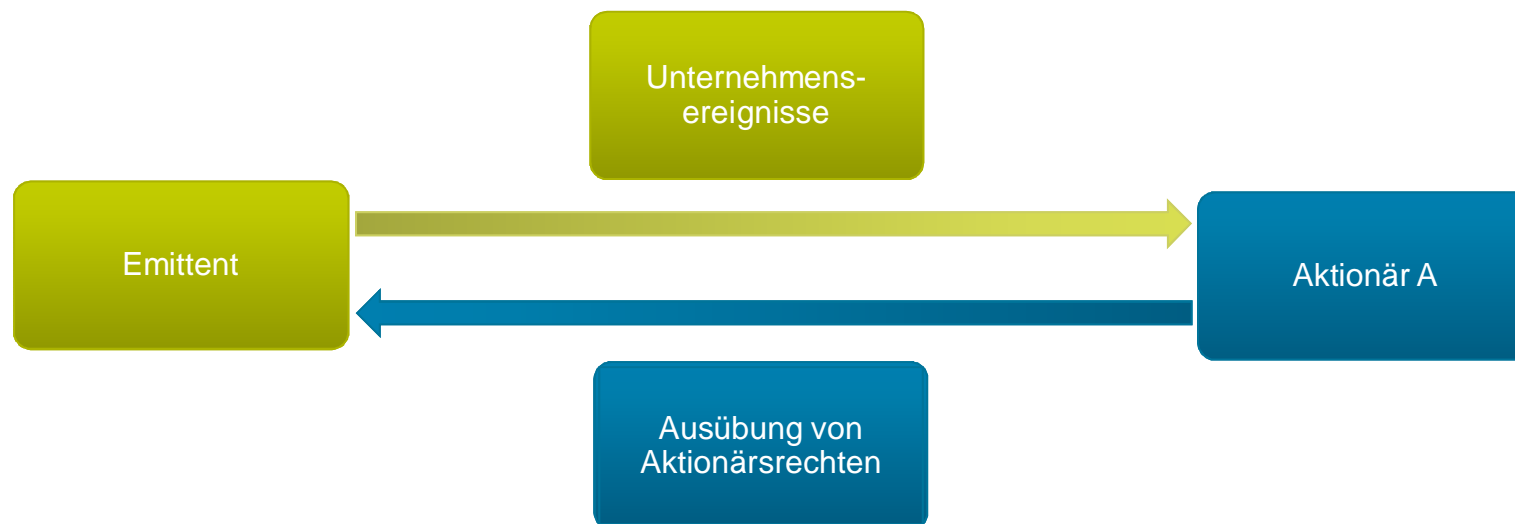 Unternehmens-
ereignisse
Emittent
Aktionär A
Ausübung von
Aktionärsrechten